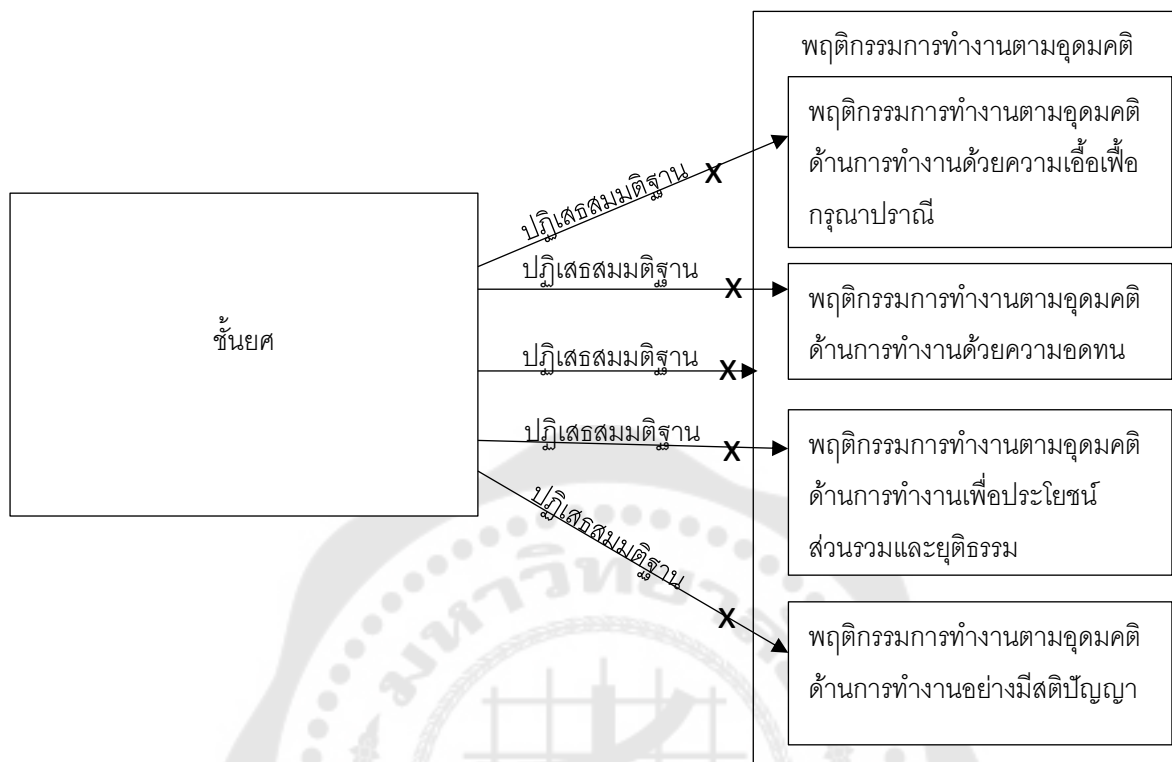 พฤติกรรมการทำงานตามอุดมคติ
พฤติกรรมการทำงานตามอุดมคติ
ด้านการทำงานด้วยความเอื้อเฟื้อ
กรุณาปราณี
ปฏิเสธสมมติฐาน X
ปฏิเสธสมมติฐาน X
พฤติกรรมการทำงานตามอุดมคติ
ด้านการทำงานด้วยความอดทน
ชั้นยศ
ปฏิเสธสมมติฐาน X
ปฏิเสธสมมติฐาน X
พฤติกรรมการทำงานตามอุดมคติ
ด้านการทำงานเพื่อประโยชน์
ส่วนรวมและยุติธรรม
ปฏิเสธสมมติฐาน X
พฤติกรรมการทำงานตามอุดมคติ
ด้านการทำงานอย่างมีสติปัญญา